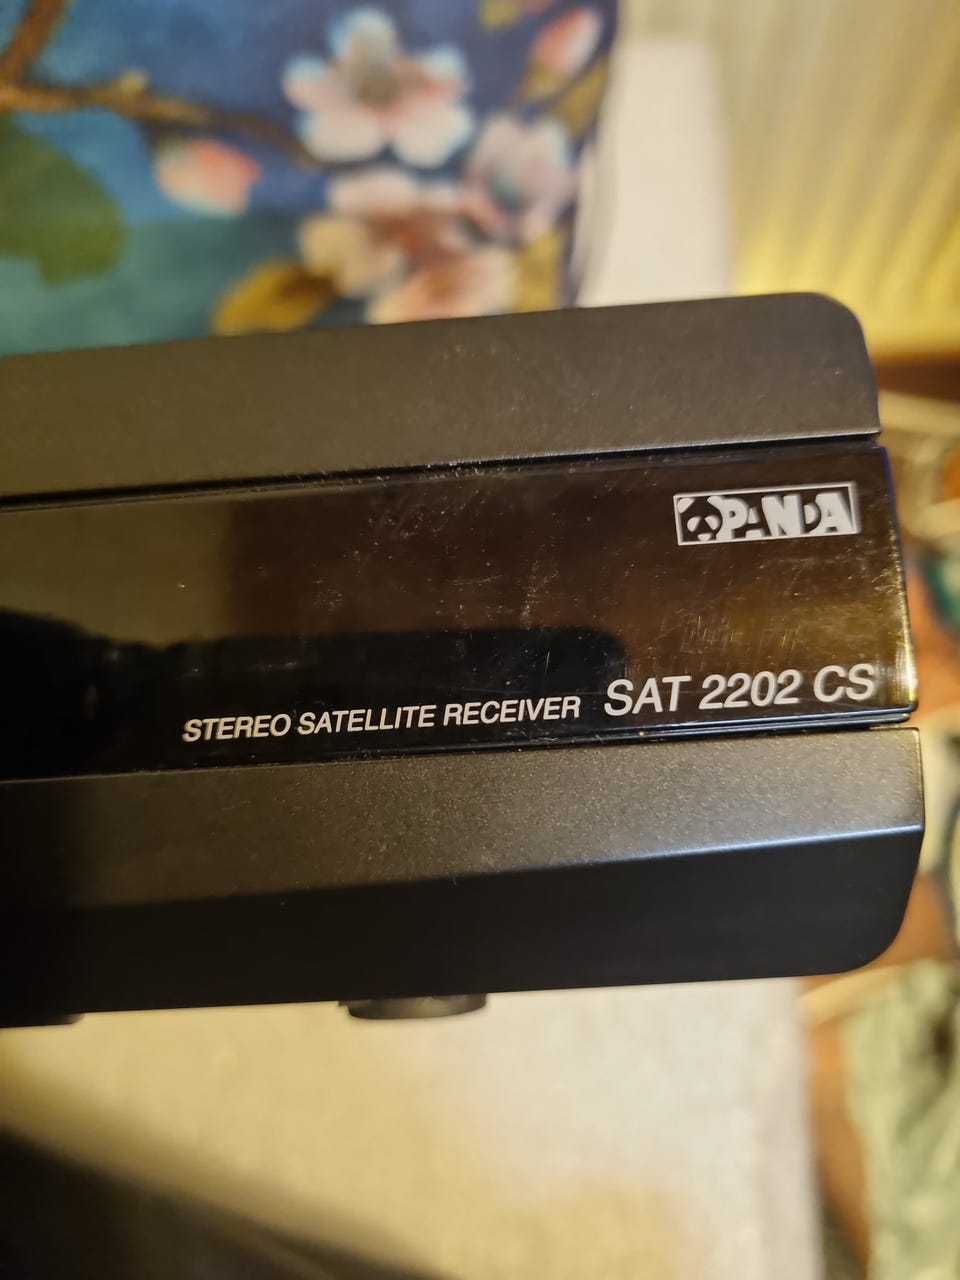 PANDA
STEREO SATELLITE RECEIVER SAT 2202 CS